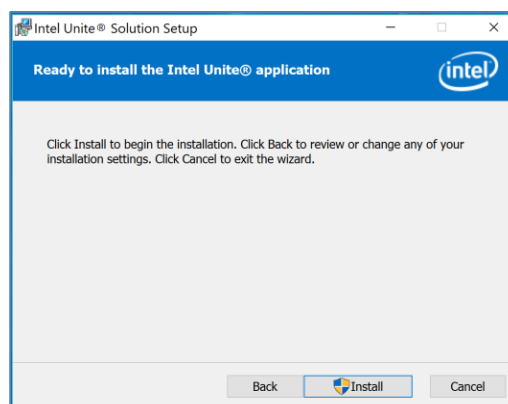 Intel Unite® Solution Setup
Ready to install the Intel Unite® application
intel
Click Install to begin the installation. Click Back to review or change any of your
installation settings. Click Cancel to exit the wizard.
Back
Install
Cancel